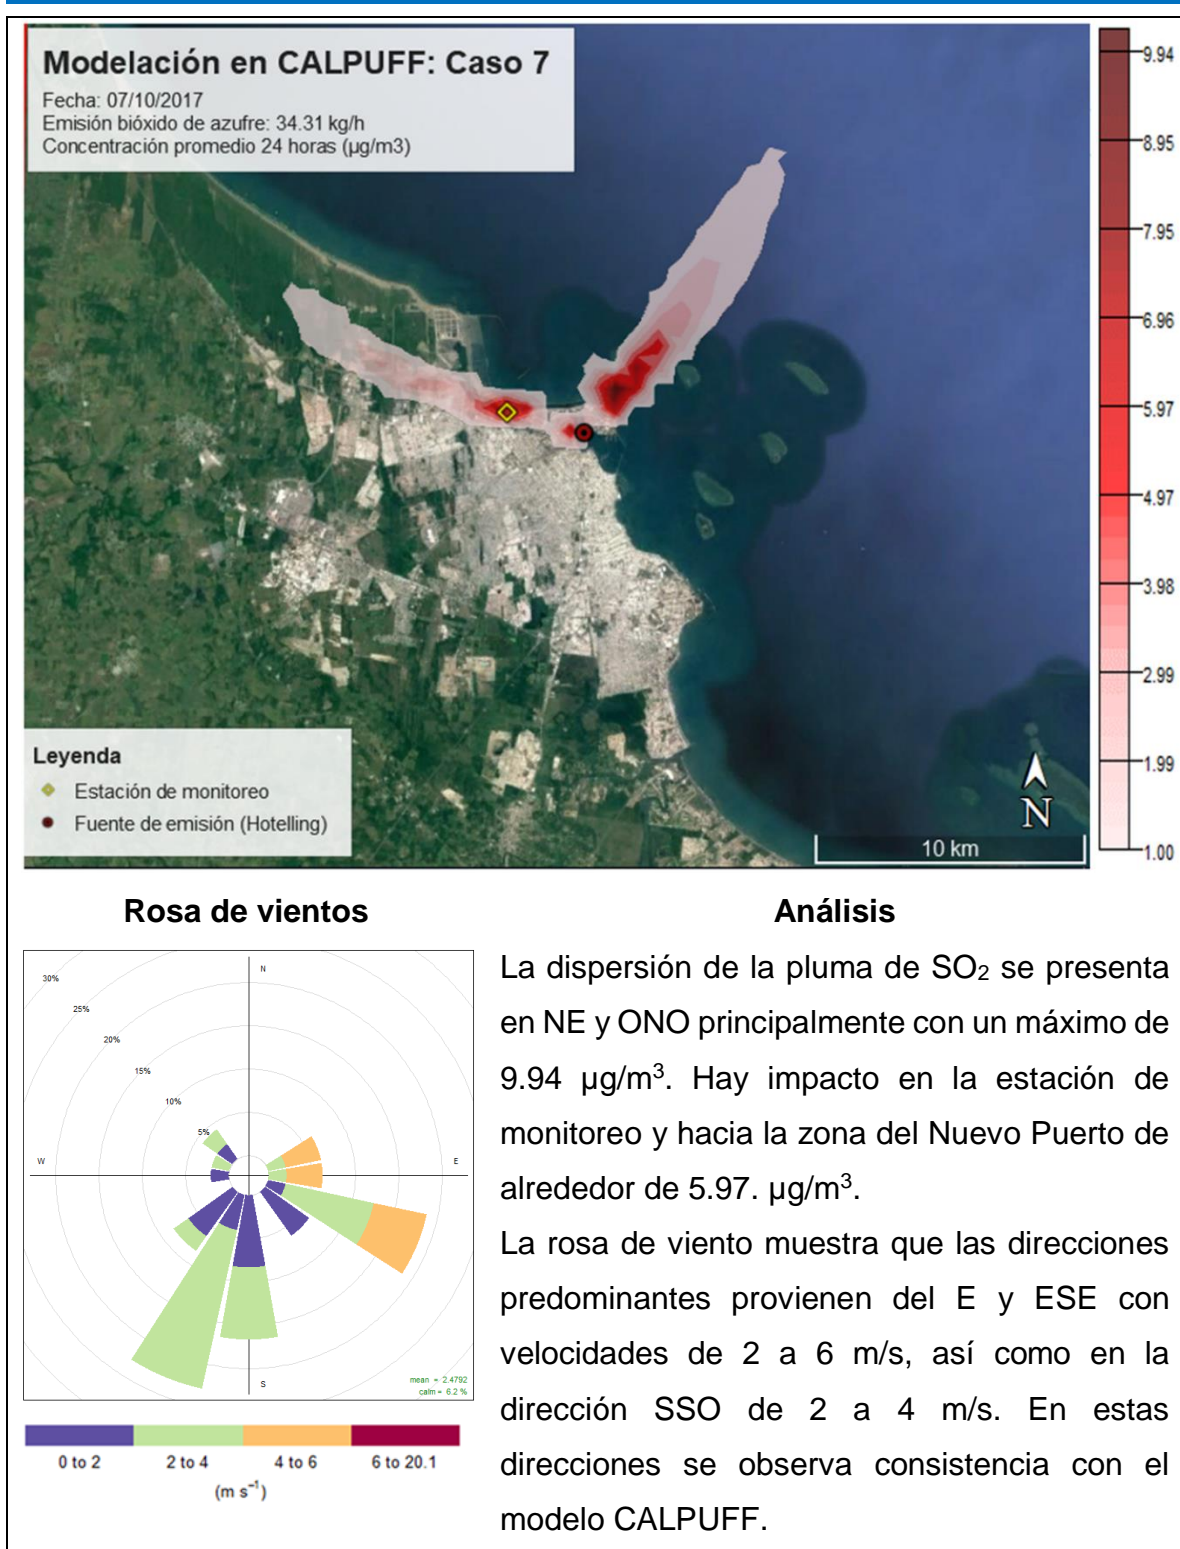 Modelación en CALPUFF: Caso 7
Fecha: 07/10/2017
Emisión bióxido de azufre: 34.31 kg/h
Concentración promedio 24 horas (µg/m3)
9.94
8.95
7.95
6.96
5.97
4.97
3.98
2.99
1.99
1.00
Leyenda
Estación de monitoreo
Fuente de emisión (Hotelling)
N
10 km
Rosa de vientos
30%
25%
20%
15%
10%
5%
N
W
E
S
mean = 2.4792
calm = 6.2 %
0 to 2 2 to 4 4 to 6 6 to 20.1
(m s⁻¹)
Análisis
La dispersión de la pluma de SO₂ se presenta
en NE y ONO principalmente con un máximo de
9.94 µg/m³. Hay impacto en la estación de
monitoreo y hacia la zona del Nuevo Puerto de
alrededor de 5.97. µg/m³.
La rosa de viento muestra que las direcciones
predominantes provienen del E y ESE con
velocidades de 2 a 6 m/s, así como en la
dirección SSO de 2 a 4 m/s. En estas
direcciones se observa consistencia con el
modelo CALPUFF.